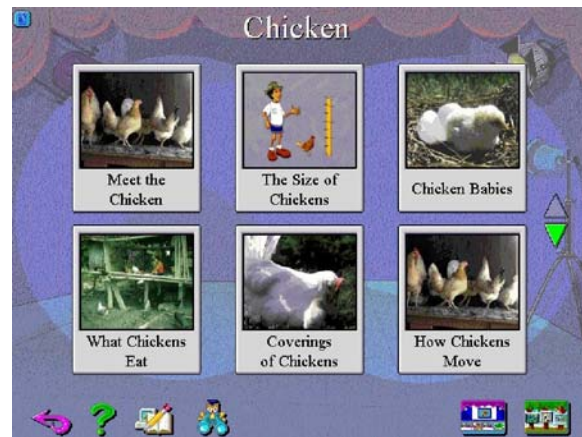 Chicken
Meet the
Chicken
The Size of
Chickens
Chicken Babies
What Chickens
Eat
Coverings
of Chickens
How Chickens
Move
?